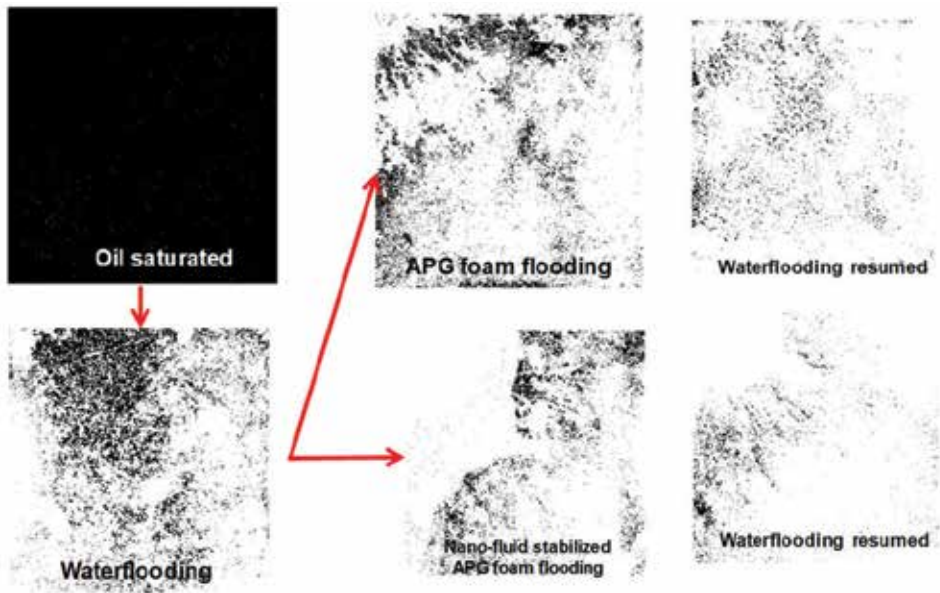 Oil saturated
APG foam flooding
Waterflooding resumed
Waterflooding
Nano-fluid stabilized
APG foam flooding
Waterflooding resumed